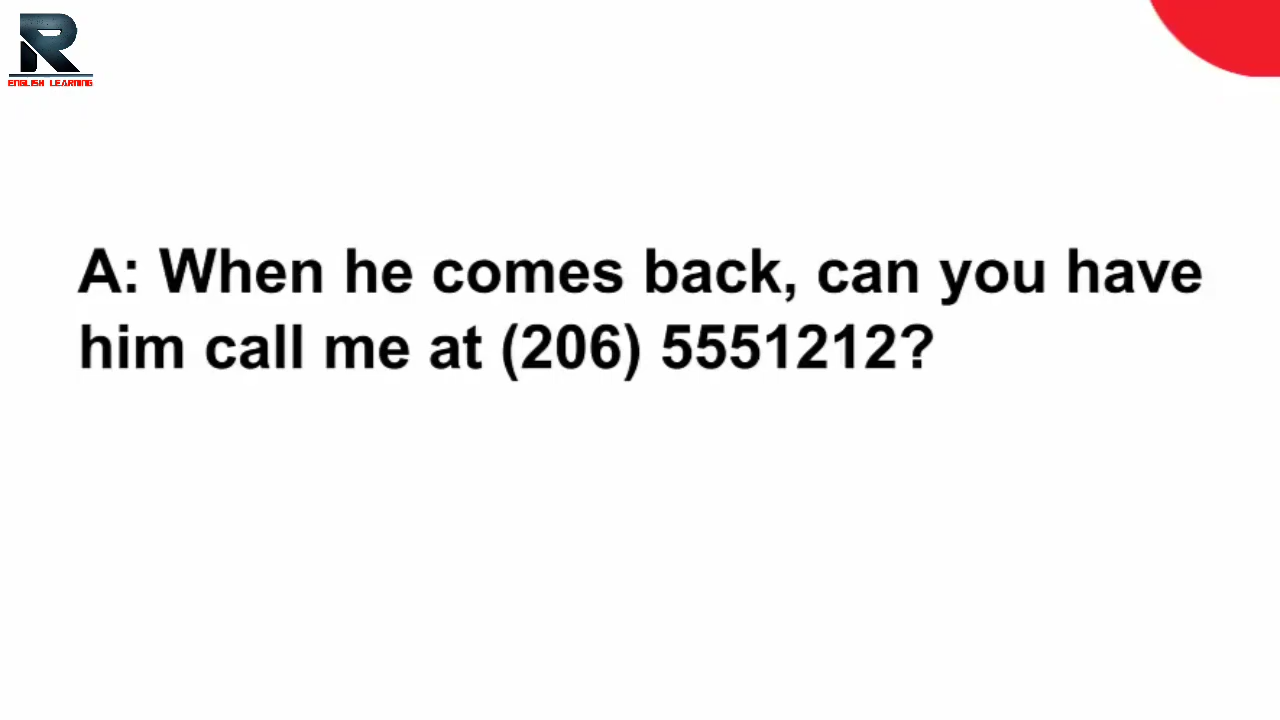 R
ENGLISH LEARNING
A: When he comes back, can you have
him call me at (206) 5551212?